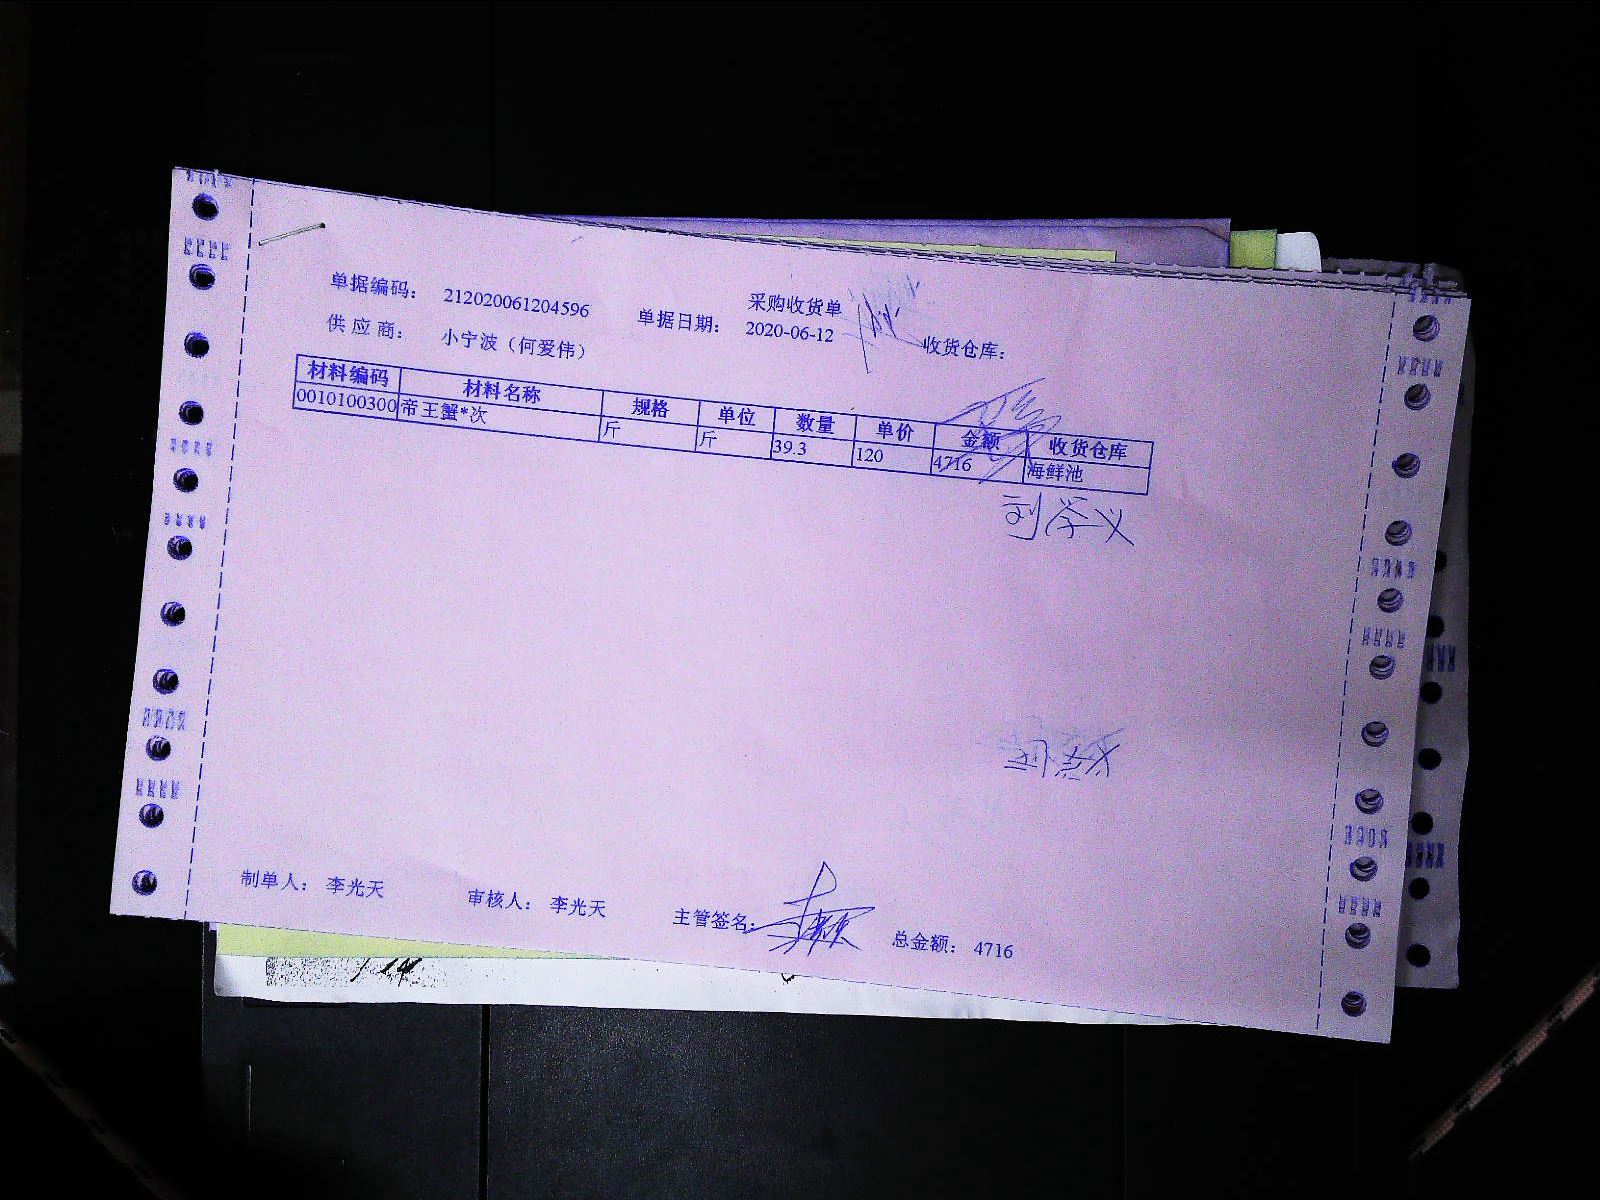 采购收货单
单据编码： 212020061204596 单据日期： 2020-06-12 收货仓库：
供 应 商： 小宁波（何爱伟）
材料编码 材料名称 规格 单位 数量 单价 金额 收货仓库
0010100300 帝王蟹*次 斤 斤 39.3 120 4716 海鲜池
制单人： 李光天 审核人： 李光天 主管签名： 总金额： 4716